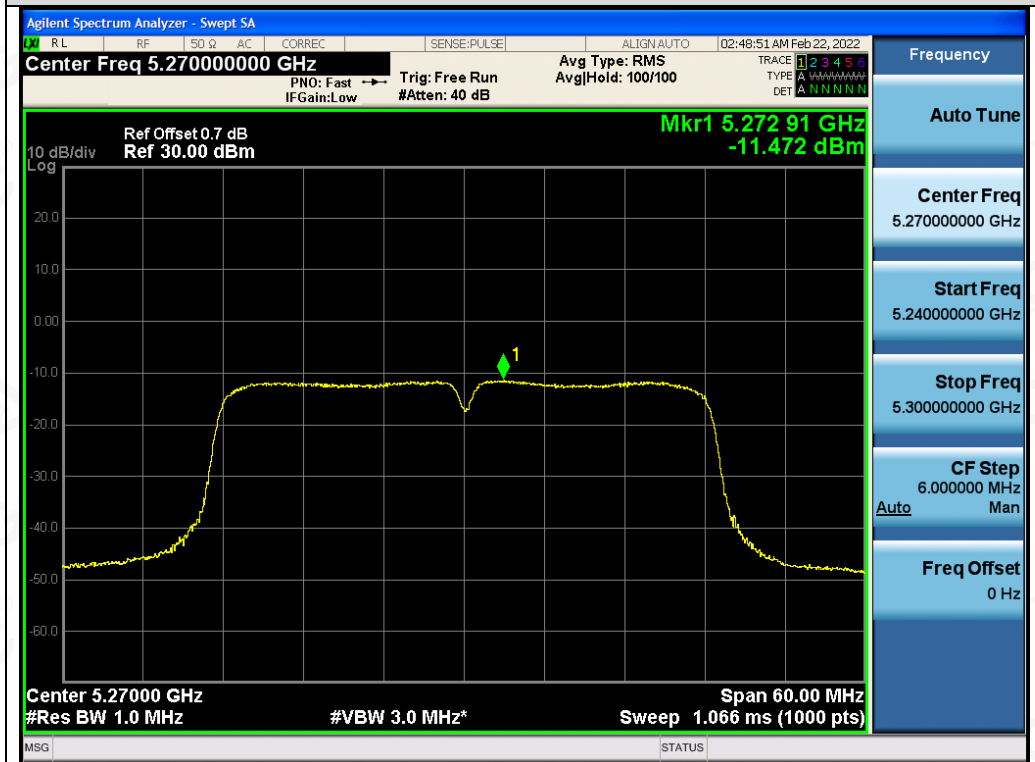 Agilent Spectrum Analyzer - Swept SA
LXI RL RF 50 Ω AC CORREC SENSE:PULSE ALIGN AUTO 02:48:51 AM Feb 22, 2022
Center Freq 5.270000000 GHz
PNO: Fast
IFGain:Low
Trig: Free Run
#Atten: 40 dB
Avg Type: RMS
Avg|Hold: 100/100
TRACE 1 2 3 4 5 6
TYPE A WWWWW
DET A N N N N N
Frequency
Mkr1 5.272 91 GHz
-11.472 dBm
Ref Offset 0.7 dB
10 dB/div Ref 30.00 dBm
Log
20.0
10.0
0.00
-10.0
-20.0
-30.0
-40.0
-50.0
-60.0
1
Center 5.27000 GHz Span 60.00 MHz
#Res BW 1.0 MHz #VBW 3.0 MHz* Sweep 1.066 ms (1000 pts)
Auto Tune
Center Freq
5.270000000 GHz
Start Freq
5.240000000 GHz
Stop Freq
5.300000000 GHz
CF Step
6.000000 MHz
Auto Man
Freq Offset
0 Hz
MSG STATUS